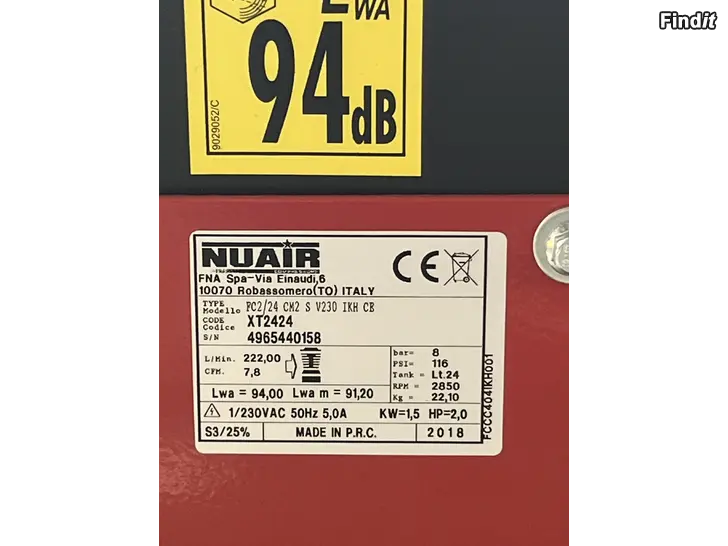 Findit
LWA
94dB
9029052/C
NUAIR
FNA Spa-Via Einaudi,6
10070 Robassomero(TO) ITALY
CE
TYPE
Modello FC2/24 CM2 S V230 IKH CE
CODE
Codice XT2424
S/N 4965440158
L/Min. 222,00
CFM. 7,8
bar= 8
PSI= 116
Tank = Lt.24
RPM = 2850
Kg = 22,10
Lwa = 94,00 Lwa m = 91,20
1/230VAC 50Hz 5,0A KW=1,5 HP=2,0
S3/25% MADE IN P.R.C. 2018
FCCC404IKH001